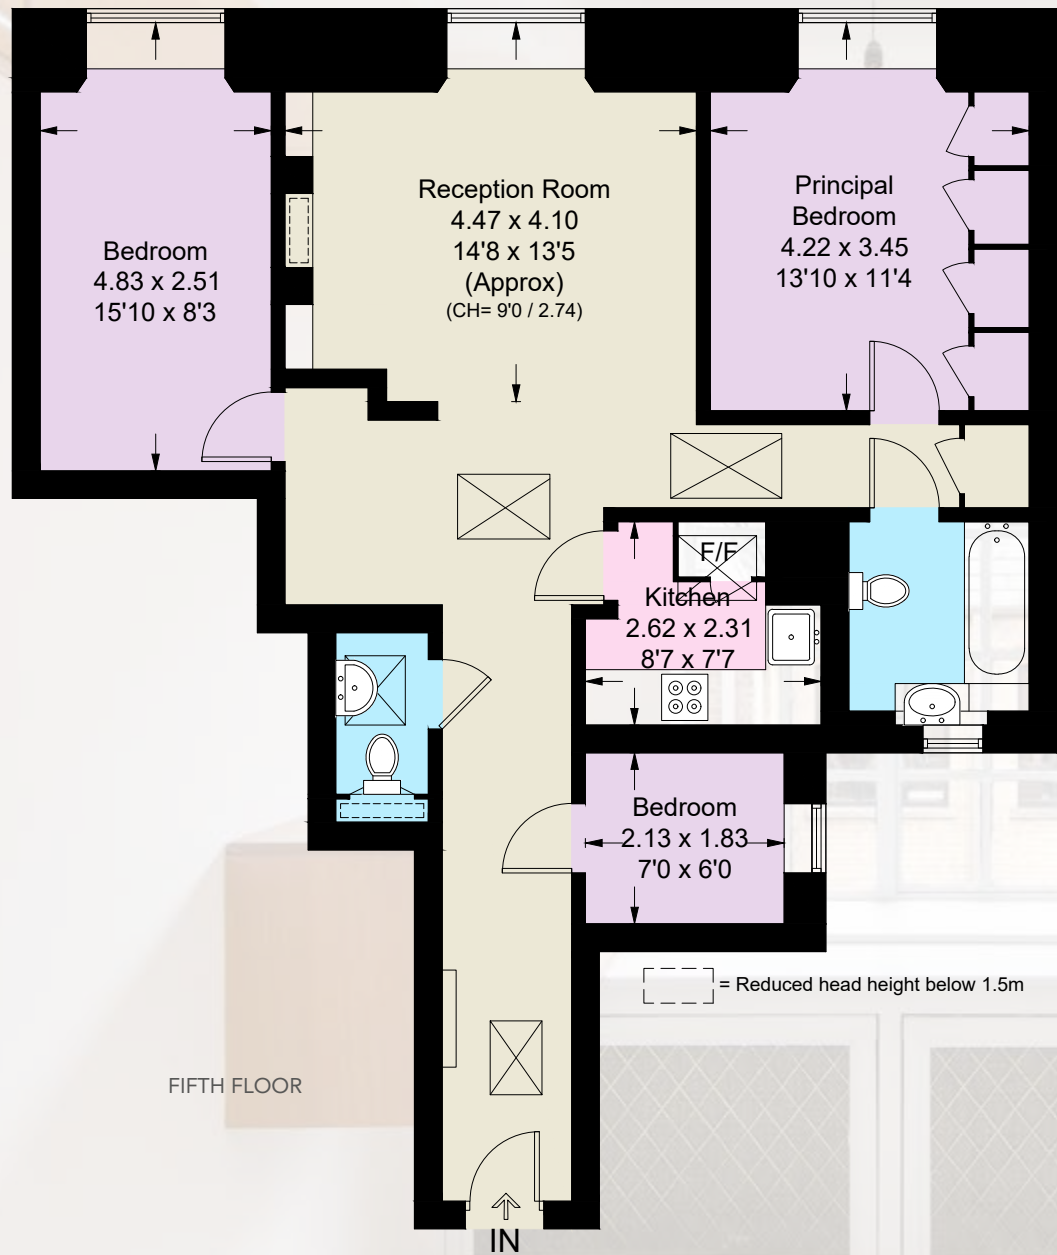 Reception Room
4.47 x 4.10
14'8 x 13'5
(Approx)
(CH= 9'0 / 2.74)
Principal
Bedroom
4.22 x 3.45
13'10 x 11'4
Bedroom
4.83 x 2.51
15'10 x 8'3
F/F
Kitchen
2.62 x 2.31
8'7 x 7'7
Bedroom
2.13 x 1.83
7'0 x 6'0
= Reduced head height below 1.5m
FIFTH FLOOR
IN